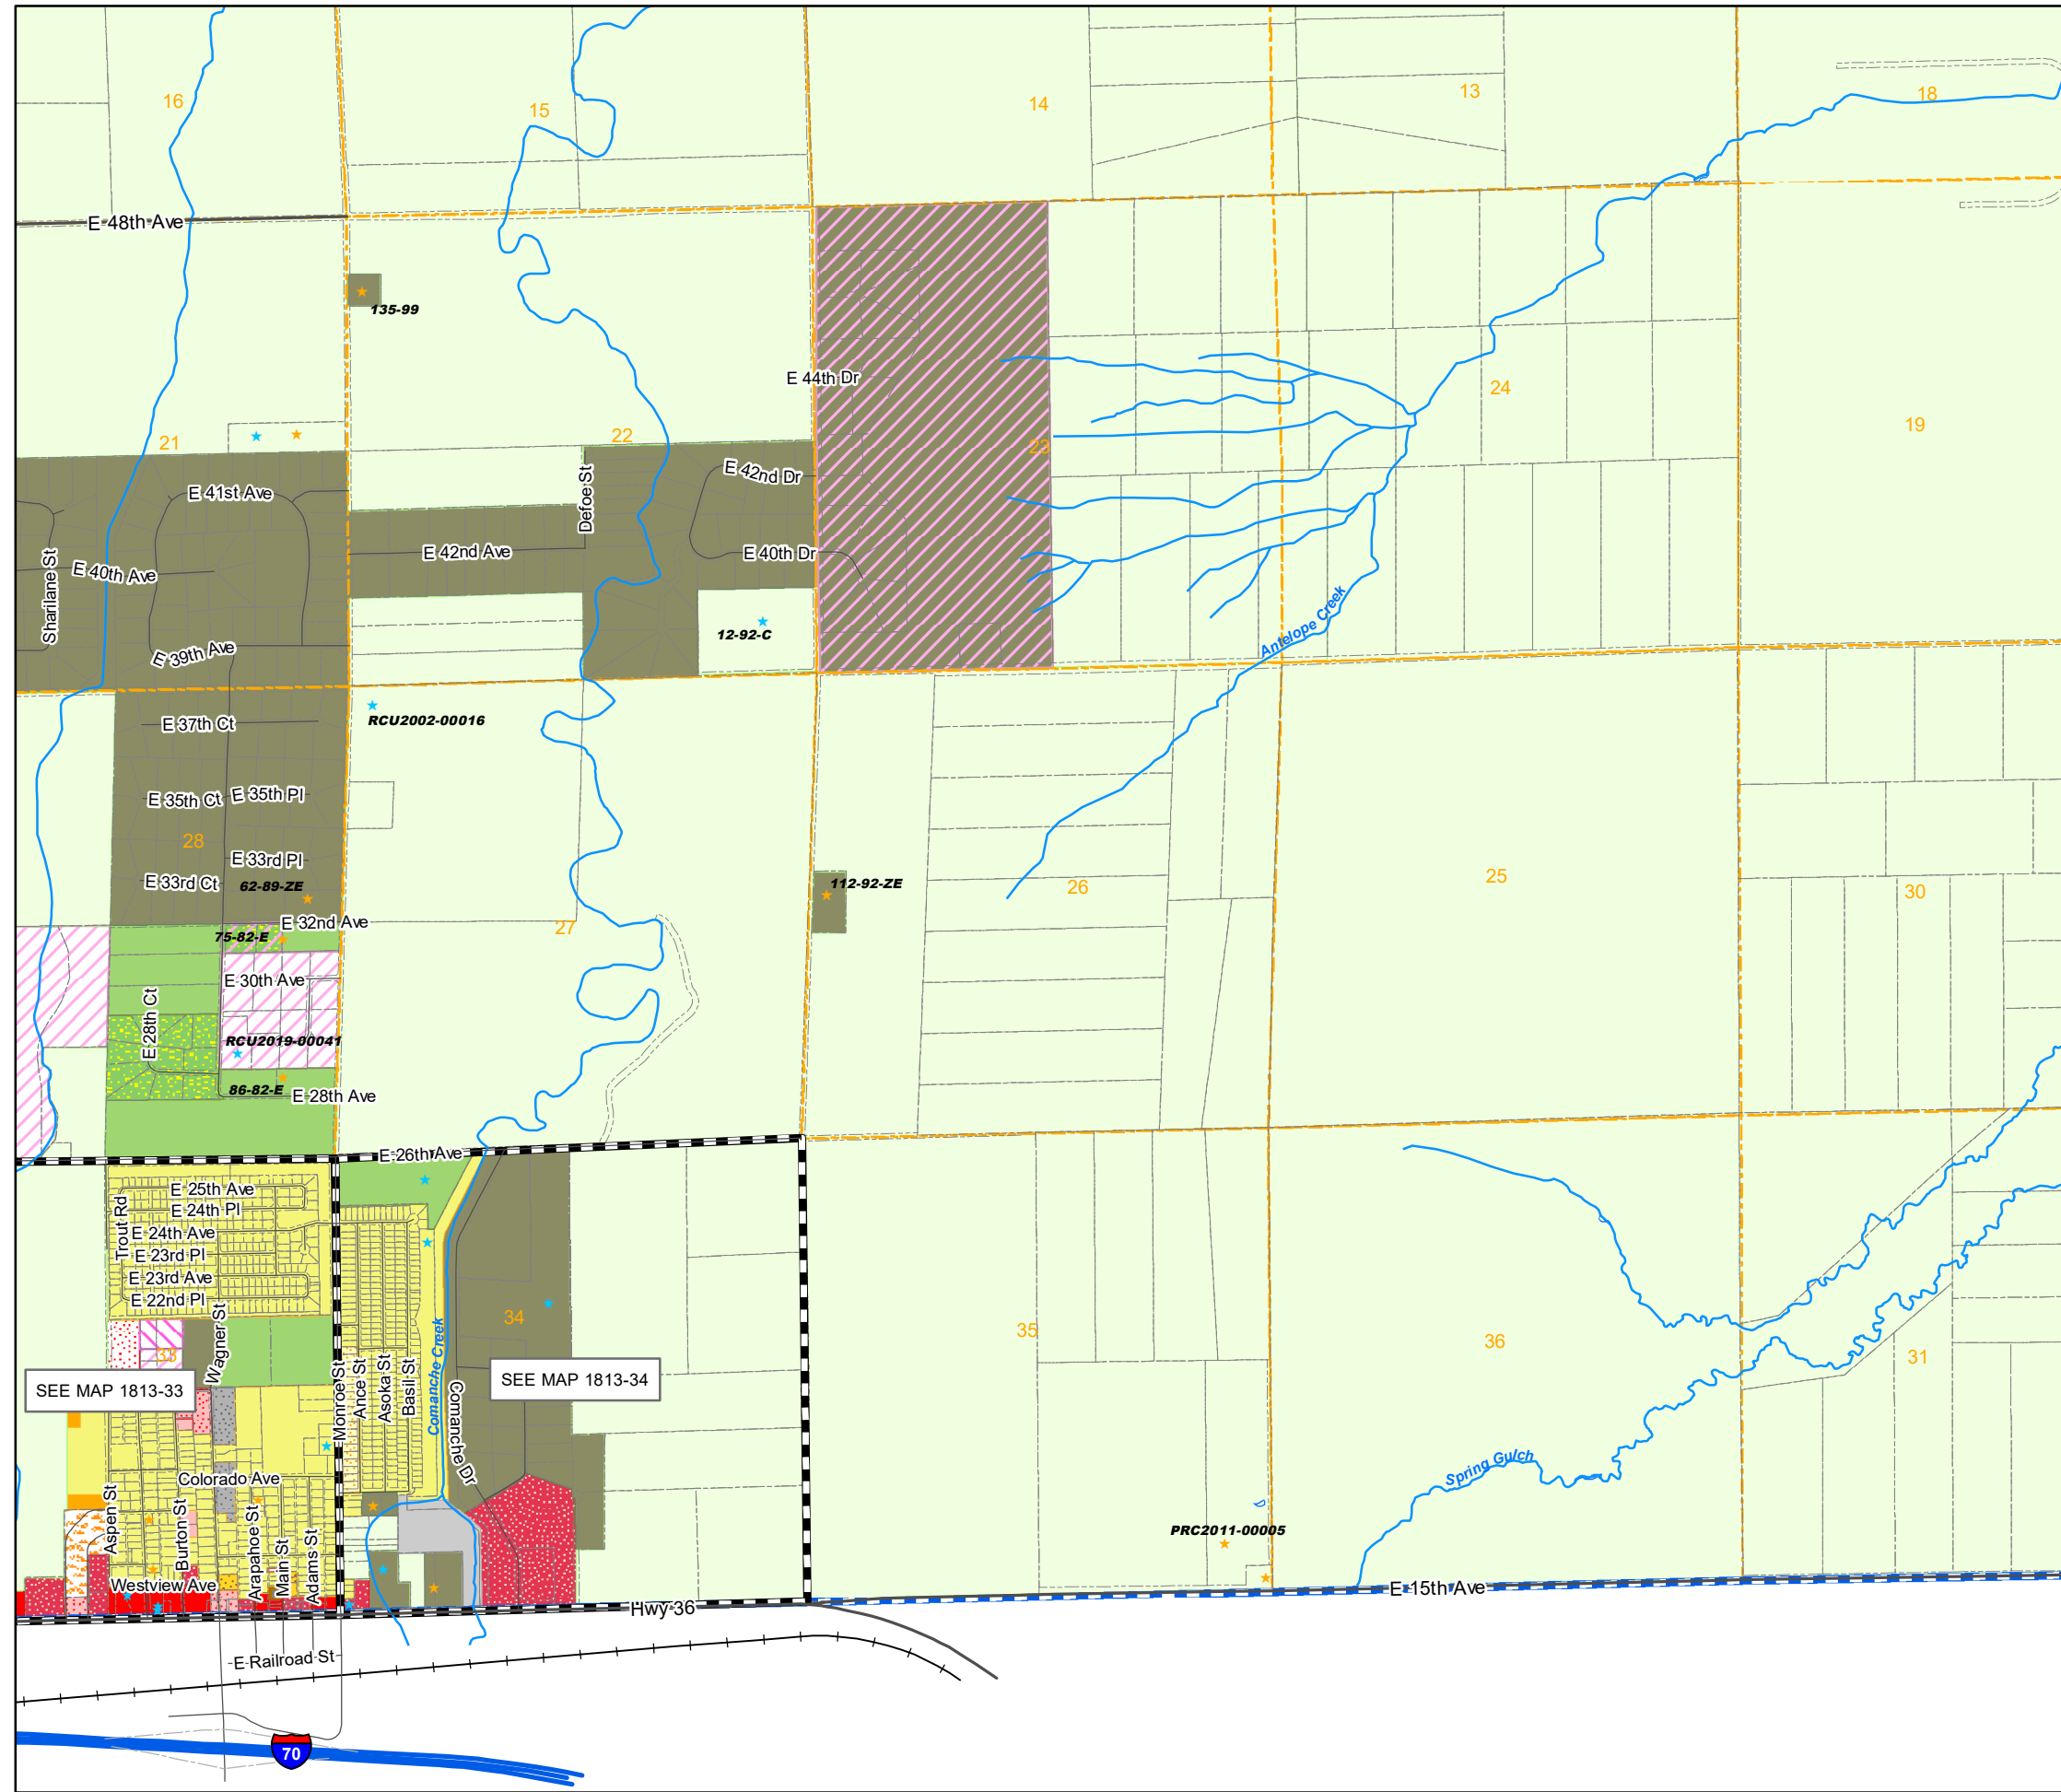 16
15
14
13
18
E 48th Ave
135-99
E 44th Dr
24
21
22
23
19
E 41st Ave
E 42nd Dr
Defoe St
E 42nd Ave
E 40th Dr
Sharilane St
E 40th Ave
E 39th Ave
12-92-C
Antelope Creek
RCU2002-00016
E 37th Ct
E 35th Ct
E 35th Pl
28
E 33rd Pl
E 33rd Ct
62-89-ZE
112-92-ZE
26
25
30
E 32nd Ave
75-82-E
27
E 30th Ave
E 28th Ct
RCU2019-00041
86-82-E
E 28th Ave
E 26th Ave
E 25th Ave
E 24th Pl
Trout Rd
E 24th Ave
E 23rd Pl
E 23rd Ave
E 22nd Pl
Wagner St
34
35
36
31
33
SEE MAP 1813-33
SEE MAP 1813-34
Monroe St
Ance St
Asoka St
Basil St
Comanche Creek
Comanche Dr
Colorado Ave
Spring Gulch
Aspen St
Burton St
Arapahoe St
Main St
Adams St
PRC2011-00005
Westview Ave
E 15th Ave
Hwy 36
E Railroad St
70